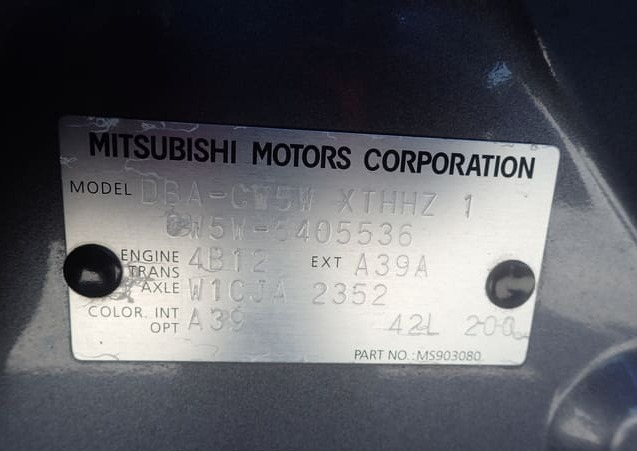 MITSUBISHI MOTORS CORPORATION
MODEL DBA-CW5W XTHHZ 1
CW5W-5405536
ENGINE 4B12 EXT A39A
TRANS AXLE W1CJA 2352
COLOR. INT OPT A39 42L 200
PART NO.:MS903080